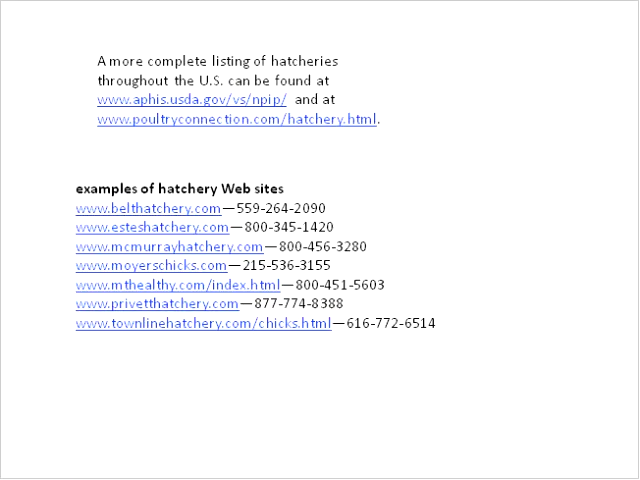 A more complete listing of hatcheries
throughout the U.S. can be found at
www.aphis.usda.gov/vs/npip/ and at
www.poultryconnection.com/hatchery.html.
examples of hatchery Web sites
www.belthatchery.com—559-264-2090
www.esteshatchery.com—800-345-1420
www.mcmurrayhatchery.com—800-456-3280
www.moyerschicks.com—215-536-3155
www.mthealthy.com/index.html—800-451-5603
www.privetthatchery.com—877-774-8388
www.townlinehatchery.com/chicks.html—616-772-6514